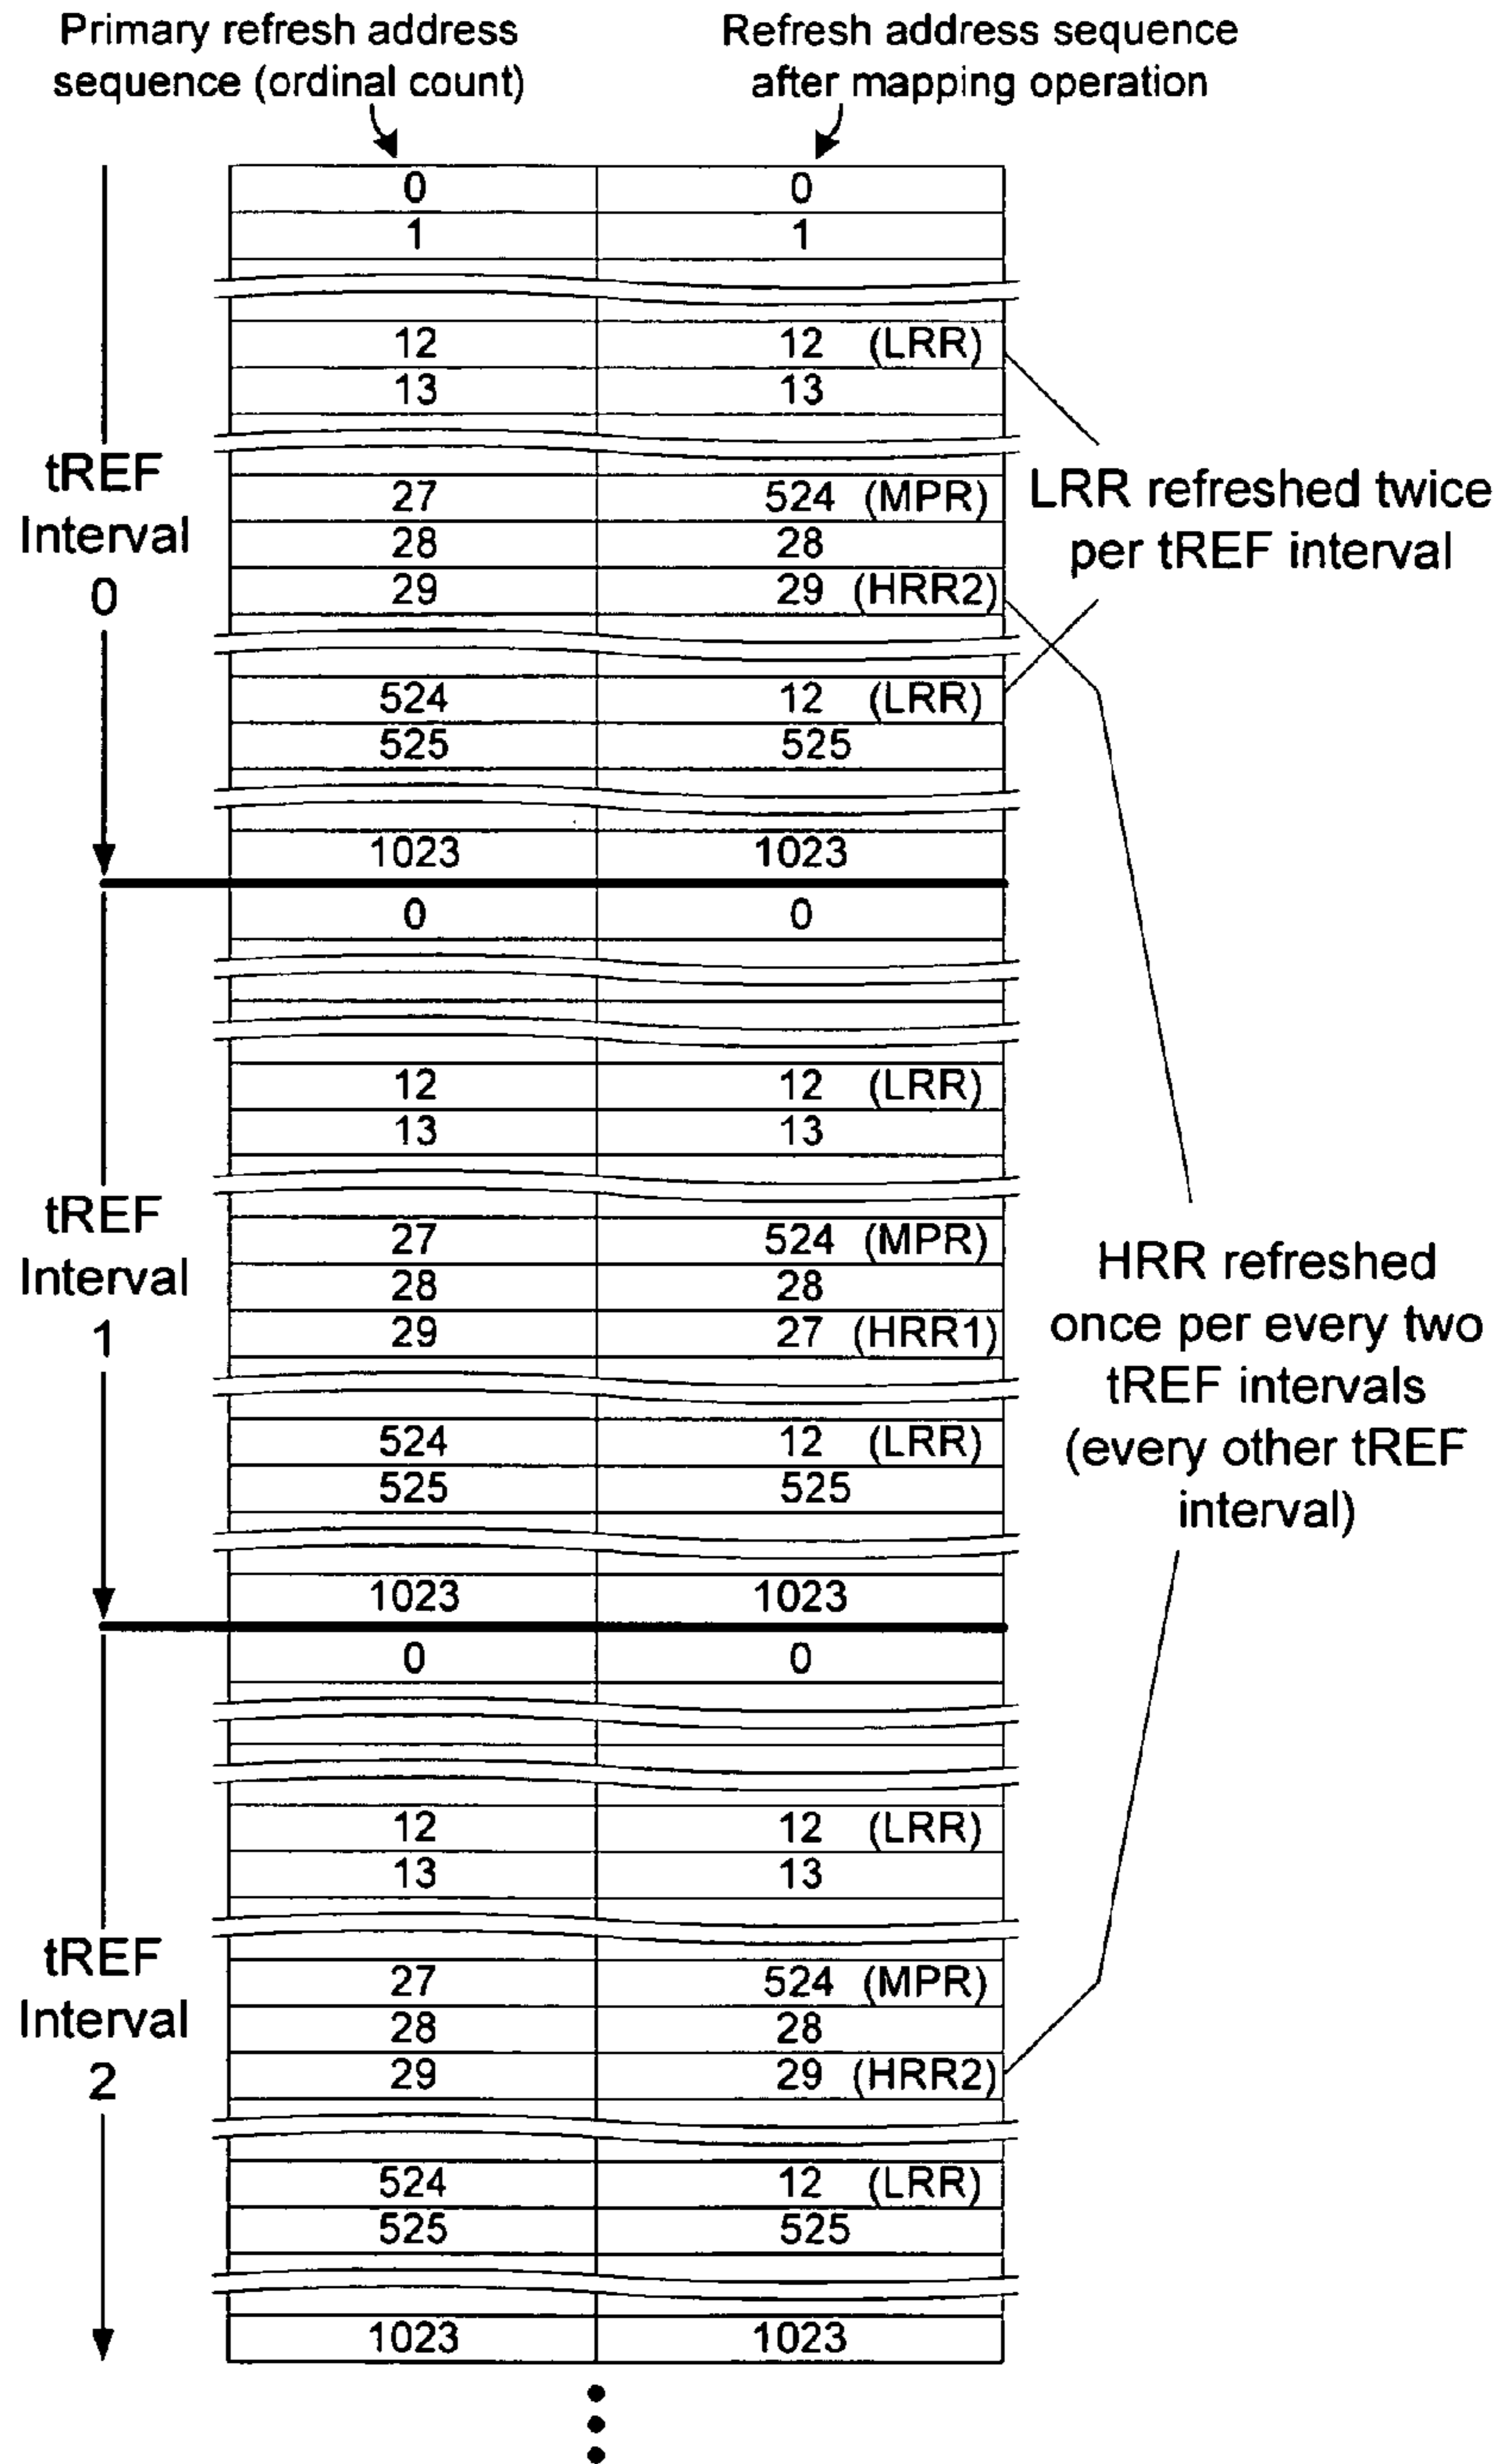 Primary refresh address
sequence (ordinal count)
Refresh address sequence
after mapping operation
0 0
1 1
12 12 (LRR)
13 13
27 524 (MPR)
28 28
29 29 (HRR2)
524 12 (LRR)
525 525
1023 1023
tREF
Interval
0
LRR refreshed twice
per tREF interval
0 0
12 12 (LRR)
13 13
27 524 (MPR)
28 28
29 27 (HRR1)
524 12 (LRR)
525 525
1023 1023
tREF
Interval
1
HRR refreshed
once per every two
tREF intervals
(every other tREF
interval)
0 0
12 12 (LRR)
13 13
27 524 (MPR)
28 28
29 29 (HRR2)
524 12 (LRR)
525 525
1023 1023
tREF
Interval
2